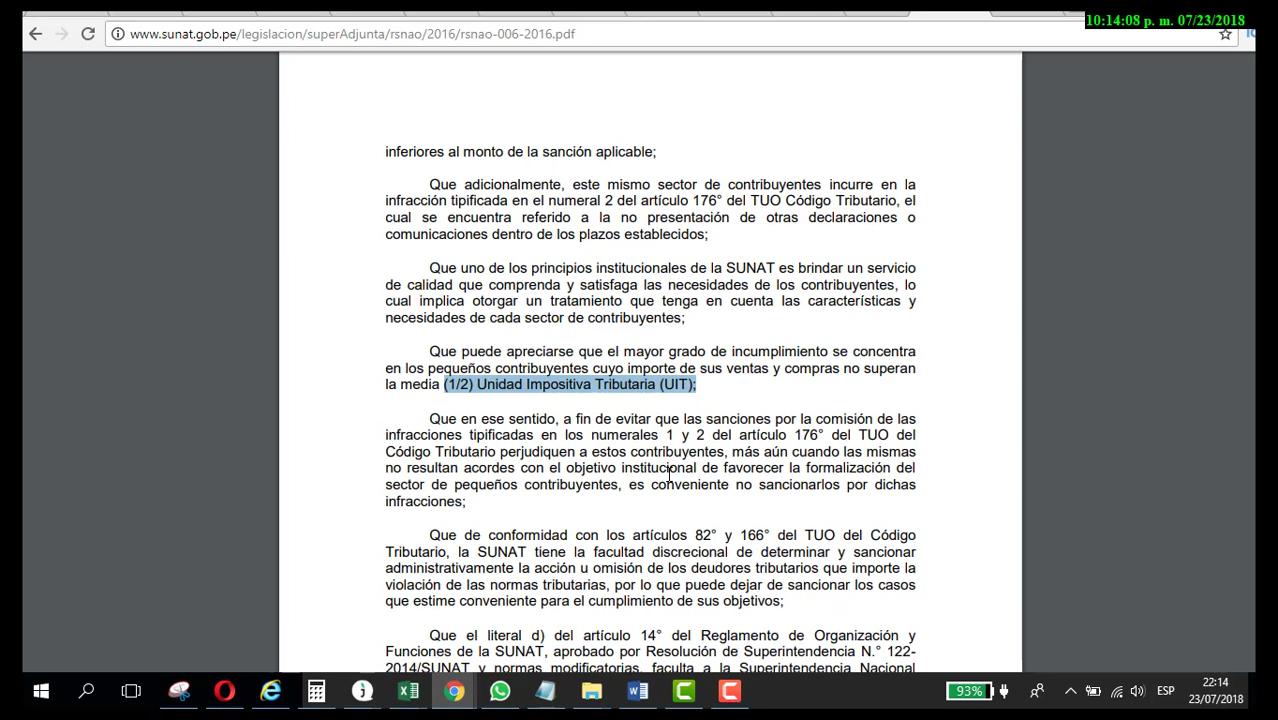 10:14:08 p. m. 07/23/2018
www.sunat.gob.pe/legislacion/superAdjunta/rsnao/2016/rsnao-006-2016.pdf
inferiores al monto de la sanción aplicable;
Que adicionalmente, este mismo sector de contribuyentes incurre en la
infracción tipificada en el numeral 2 del artículo 176° del TUO Código Tributario, el
cual se encuentra referido a la no presentación de otras declaraciones o
comunicaciones dentro de los plazos establecidos;
Que uno de los principios institucionales de la SUNAT es brindar un servicio
de calidad que comprenda y satisfaga las necesidades de los contribuyentes, lo
cual implica otorgar un tratamiento que tenga en cuenta las características y
necesidades de cada sector de contribuyentes;
Que puede apreciarse que el mayor grado de incumplimiento se concentra
en los pequeños contribuyentes cuyo importe de sus ventas y compras no superan
la media (1/2) Unidad Impositiva Tributaria (UIT);
Que en ese sentido, a fin de evitar que las sanciones por la comisión de las
infracciones tipificadas en los numerales 1 y 2 del artículo 176° del TUO del
Código Tributario perjudiquen a estos contribuyentes, más aún cuando las mismas
no resultan acordes con el objetivo institucional de favorecer la formalización del
sector de pequeños contribuyentes, es conveniente no sancionarlos por dichas
infracciones;
Que de conformidad con los artículos 82° y 166° del TUO del Código
Tributario, la SUNAT tiene la facultad discrecional de determinar y sancionar
administrativamente la acción u omisión de los deudores tributarios que importe la
violación de las normas tributarias, por lo que puede dejar de sancionar los casos
que estime conveniente para el cumplimiento de sus objetivos;
Que el literal d) del artículo 14° del Reglamento de Organización y
Funciones de la SUNAT, aprobado por Resolución de Superintendencia N.° 122-
2014/SUNAT y normas modificatorias, faculta a la Superintendencia Nacional
93%
ESP
22:14
23/07/2018